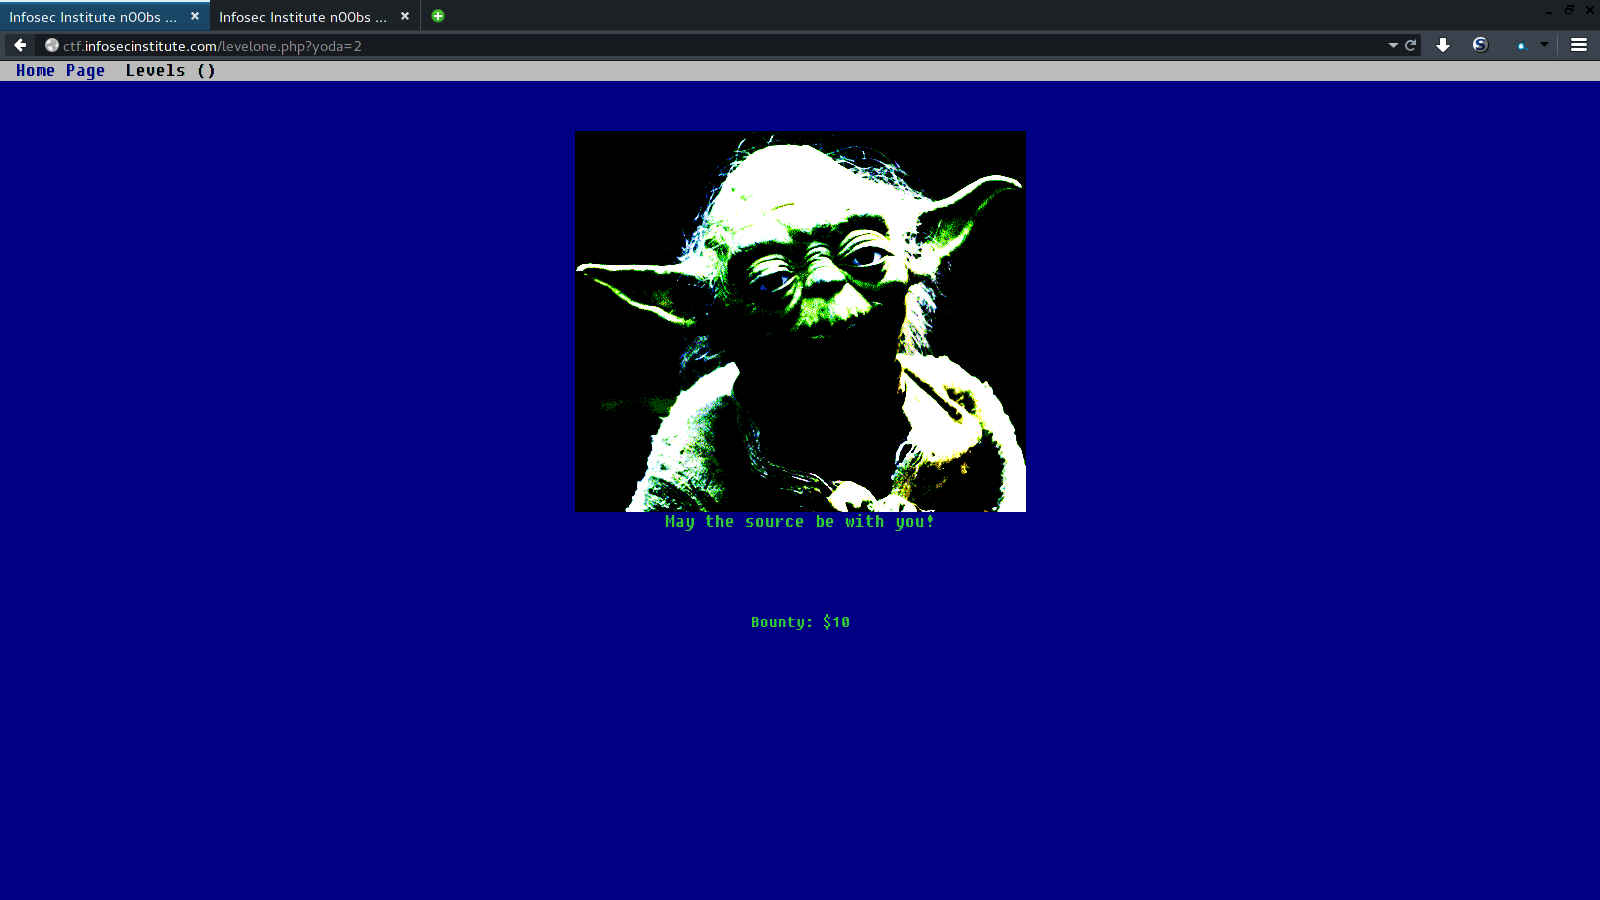 Infosec Institute n00bs ... Infosec Institute n00bs ...
ctf.infosecinstitute.com/levelone.php?yoda=2
Home Page Levels ()
May the source be with you!
Bounty: $10